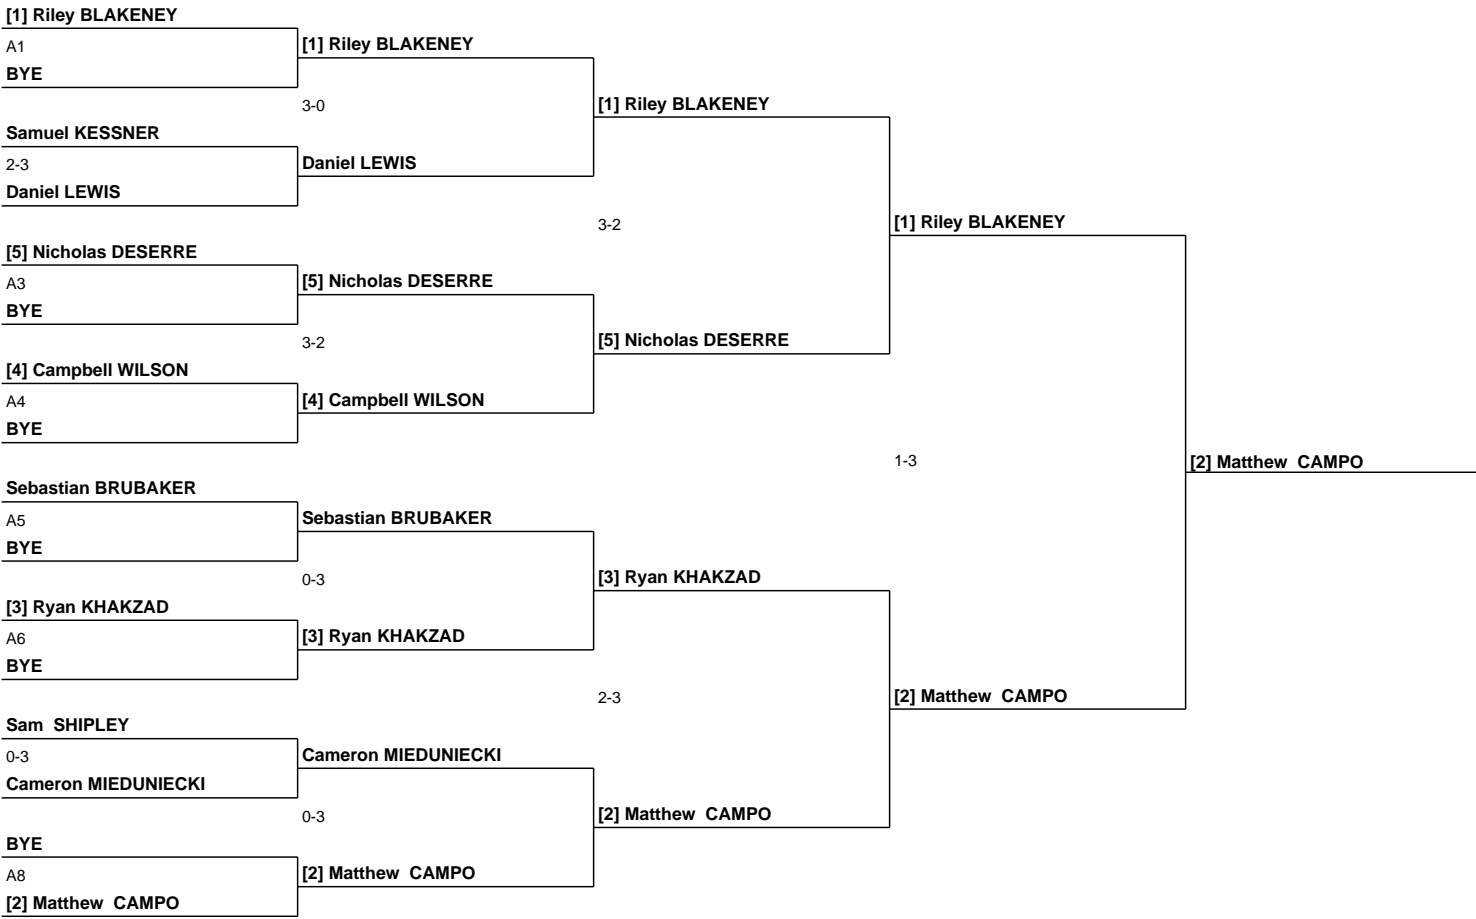 [1] Riley BLAKENEY
A1
BYE
Samuel KESSNER
2-3
Daniel LEWIS
[5] Nicholas DESERRE
A3
BYE
[4] Campbell WILSON
A4
BYE
Sebastian BRUBAKER
A5
BYE
[3] Ryan KHAKZAD
A6
BYE
Sam  SHIPLEY
0-3
Cameron MIEDUNIECKI
BYE
A8
[2] Matthew  CAMPO
[1] Riley BLAKENEY
3-0
Daniel LEWIS
[5] Nicholas DESERRE
3-2
[4] Campbell WILSON
Sebastian BRUBAKER
0-3
[3] Ryan KHAKZAD
Cameron MIEDUNIECKI
0-3
[2] Matthew  CAMPO
[1] Riley BLAKENEY
3-2
[5] Nicholas DESERRE
[3] Ryan KHAKZAD
2-3
[2] Matthew  CAMPO
[1] Riley BLAKENEY
1-3
[2] Matthew  CAMPO
[2] Matthew  CAMPO